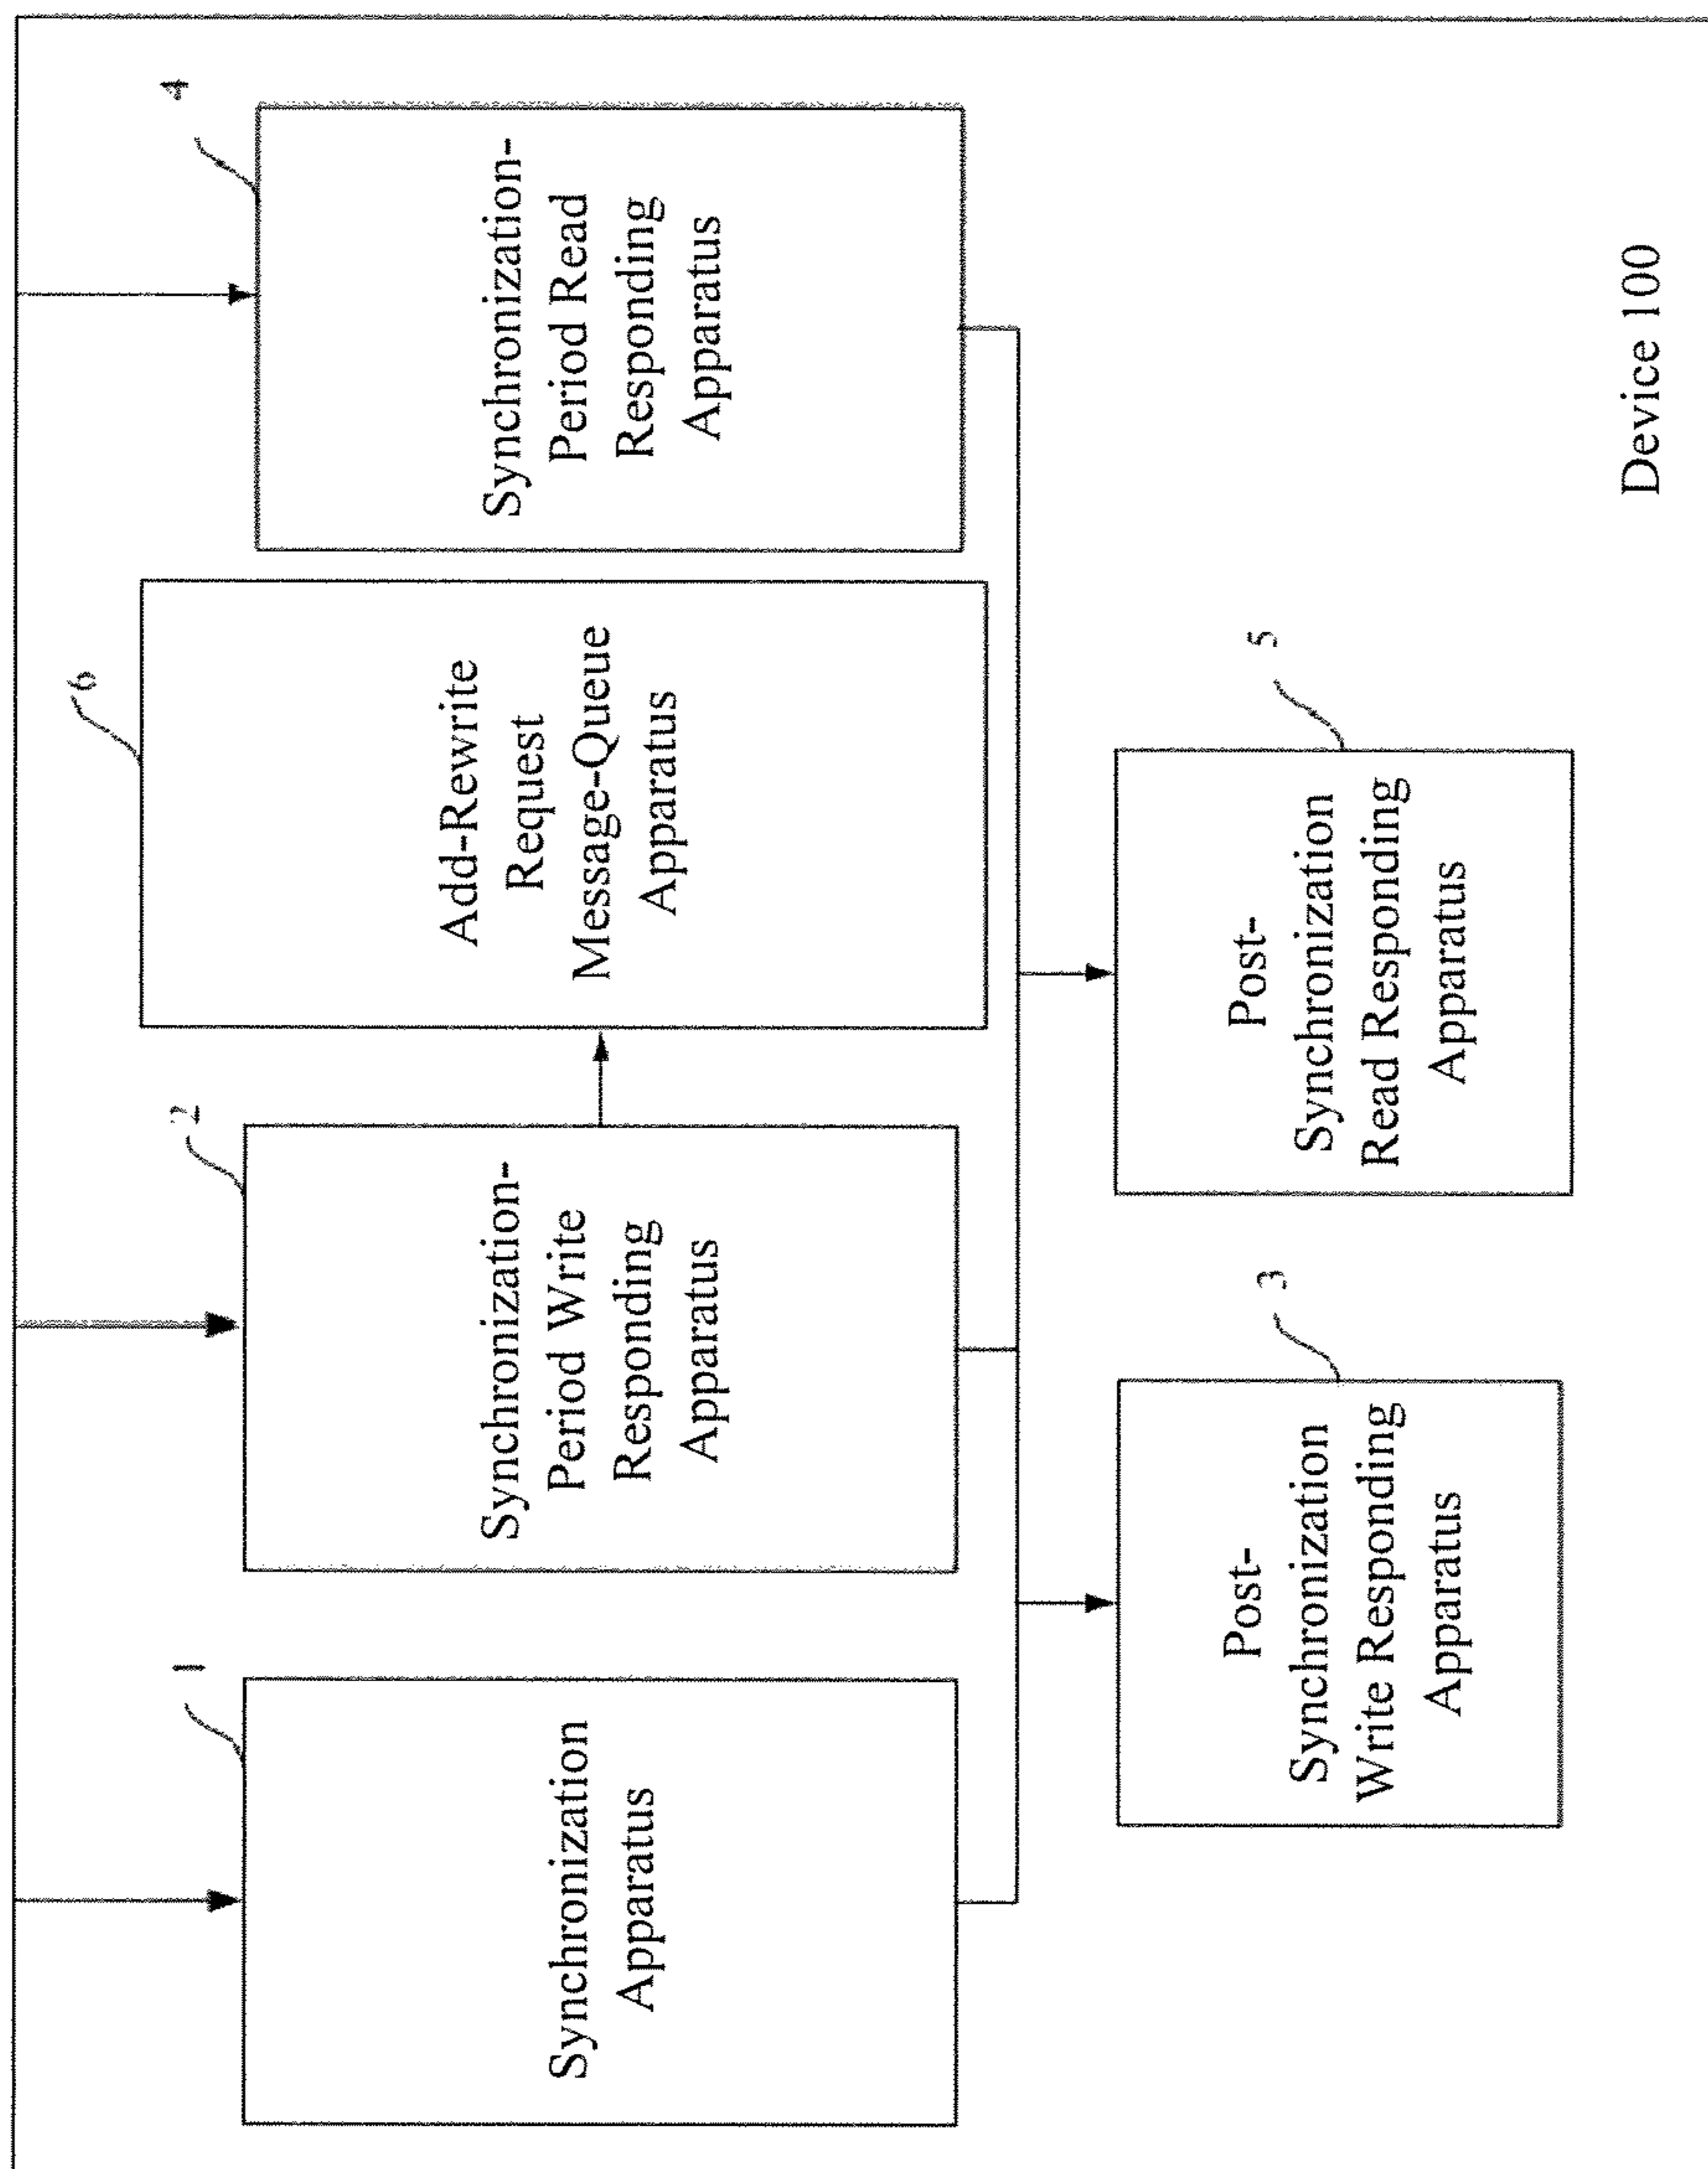 1
Synchronization
Apparatus
2
Synchronization-
Period Write
Responding
Apparatus
6
Add-Rewrite
Request
Message-Queue
Apparatus
4
Synchronization-
Period Read
Responding
Apparatus
3
Post-
Synchronization
Write Responding
Apparatus
5
Post-
Synchronization
Read Responding
Apparatus
Device 100